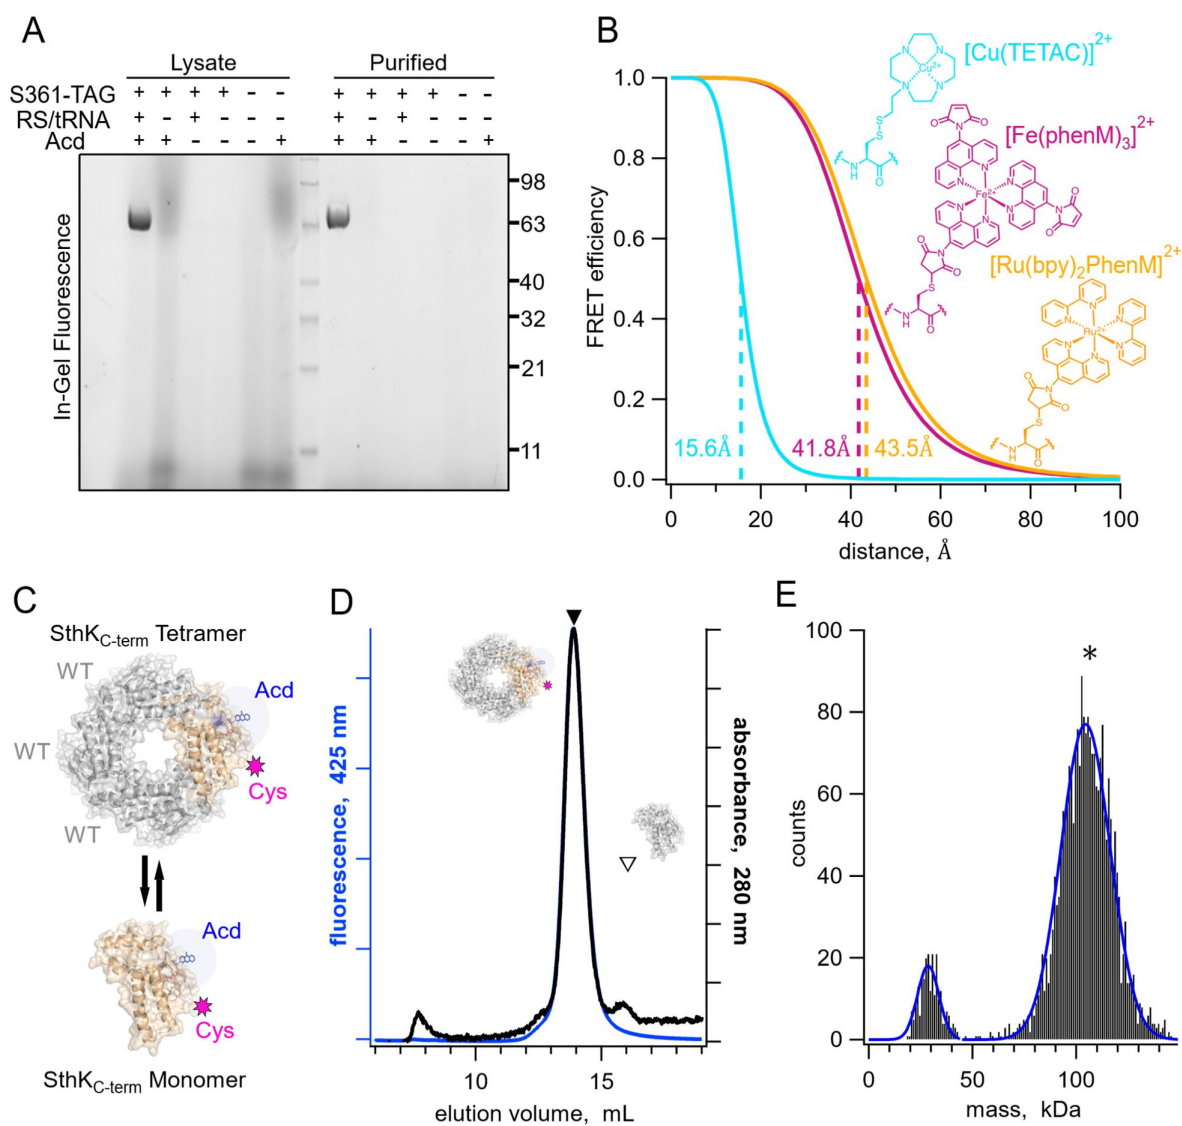 A
Lysate
Purified
S361-TAG + + + + - - + + + + - -
RS/tRNA + - + - - - + - + - - -
Acd + + - - - + + + - - - +
In-Gel Fluorescence
98
63
40
32
21
11
B
FRET efficiency
1.0
0.8
0.6
0.4
0.2
0.0
0 20 40 60 80 100
distance, Å
15.6Å
41.8Å
43.5Å
[Cu(TETAC)]²⁺
[Fe(phenM)₃]²⁺
[Ru(bpy)₂PhenM]²⁺
C
SthK_C-term Tetramer
WT
WT
WT
Acd
Cys
Acd
Cys
SthK_C-term Monomer
D
fluorescence, 425 nm
absorbance, 280 nm
10 15
elution volume, mL
E
counts
100
80
60
40
20
0
*
0 50 100
mass, kDa